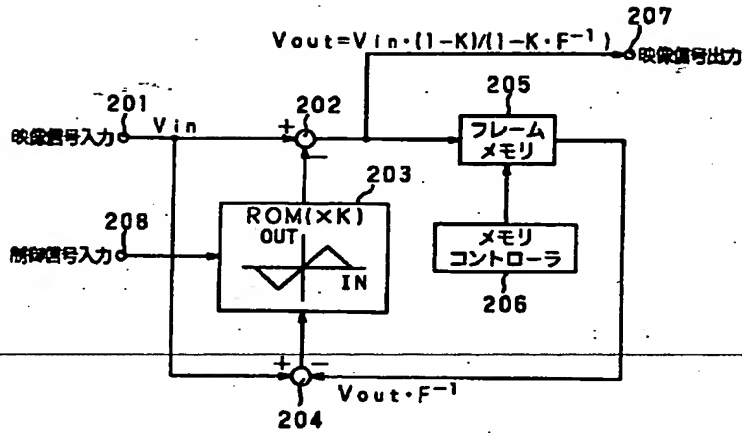 207
Vout=Vin·(1-K)/(1-K·F⁻¹)
映像信号出力
205
201
202
映像信号入力
Vin
+
−
フレーム
メモリ
203
208
ROM(×K)
OUT
IN
制御信号入力
メモリ
コントローラ
206
+
−
204
Vout·F⁻¹